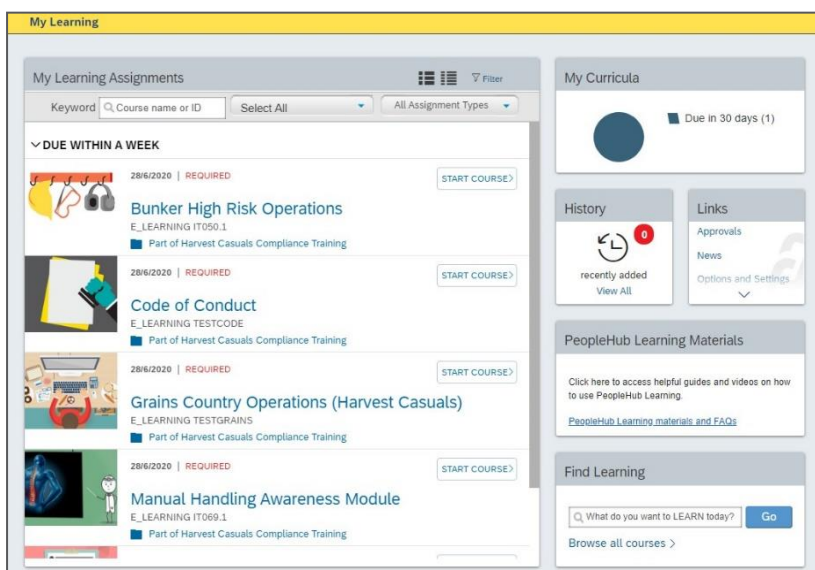 My Learning
My Learning Assignments
Filter
Keyword
Course name or ID
Select All
All Assignment Types
DUE WITHIN A WEEK
28/6/2020 | REQUIRED
START COURSE
Bunker High Risk Operations
E_LEARNING IT050.1
Part of Harvest Casuals Compliance Training
28/6/2020 | REQUIRED
START COURSE
Code of Conduct
E_LEARNING TESTCODE
Part of Harvest Casuals Compliance Training
28/6/2020 | REQUIRED
START COURSE
Grains Country Operations (Harvest Casuals)
E_LEARNING TESTGRAINS
Part of Harvest Casuals Compliance Training
28/6/2020 | REQUIRED
START COURSE
Manual Handling Awareness Module
E_LEARNING IT069.1
Part of Harvest Casuals Compliance Training
My Curricula
Due in 30 days (1)
History
0
recently added
View All
Links
Approvals
News
Options and Settings
PeopleHub Learning Materials
Click here to access helpful guides and videos on how
to use PeopleHub Learning.
PeopleHub Learning materials and FAQs
Find Learning
What do you want to LEARN today?
Go
Browse all courses >